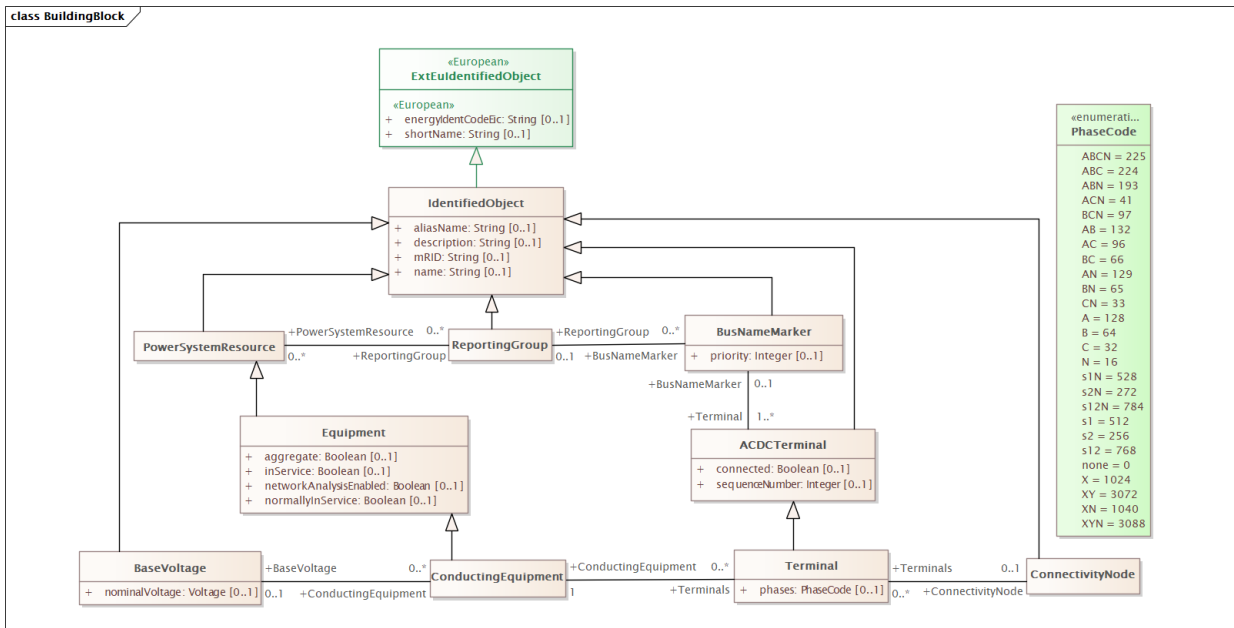 class BuildingBlock
«European»
ExtEuIdentifiedObject
«European»
+ energyIdentCodeEic: String [0..1]
+ shortName: String [0..1]
«enumerati...
PhaseCode
ABCN = 225
ABC = 224
ABN = 193
ACN = 41
BCN = 97
AB = 132
AC = 96
BC = 66
AN = 129
BN = 65
CN = 33
A = 128
B = 64
C = 32
N = 16
s1N = 528
s2N = 272
s12N = 784
s1 = 512
s2 = 256
s12 = 768
none = 0
X = 1024
XY = 3072
XN = 1040
XYN = 3088
IdentifiedObject
+ aliasName: String [0..1]
+ description: String [0..1]
+ mRID: String [0..1]
+ name: String [0..1]
PowerSystemResource
+PowerSystemResource 0..*
0..* +ReportingGroup
ReportingGroup
+ReportingGroup 0..*
0..1 +BusNameMarker
BusNameMarker
+ priority: Integer [0..1]
+BusNameMarker 0..1
+Terminal 1..*
Equipment
+ aggregate: Boolean [0..1]
+ inService: Boolean [0..1]
+ networkAnalysisEnabled: Boolean [0..1]
+ normallyInService: Boolean [0..1]
ACDCTerminal
+ connected: Boolean [0..1]
+ sequenceNumber: Integer [0..1]
BaseVoltage
+ nominalVoltage: Voltage [0..1]
+BaseVoltage 0..*
0..1 +ConductingEquipment
ConductingEquipment
+ConductingEquipment 0..*
1 +Terminals
Terminal
+ phases: PhaseCode [0..1]
+Terminals 0..1
0..* +ConnectivityNode
ConnectivityNode